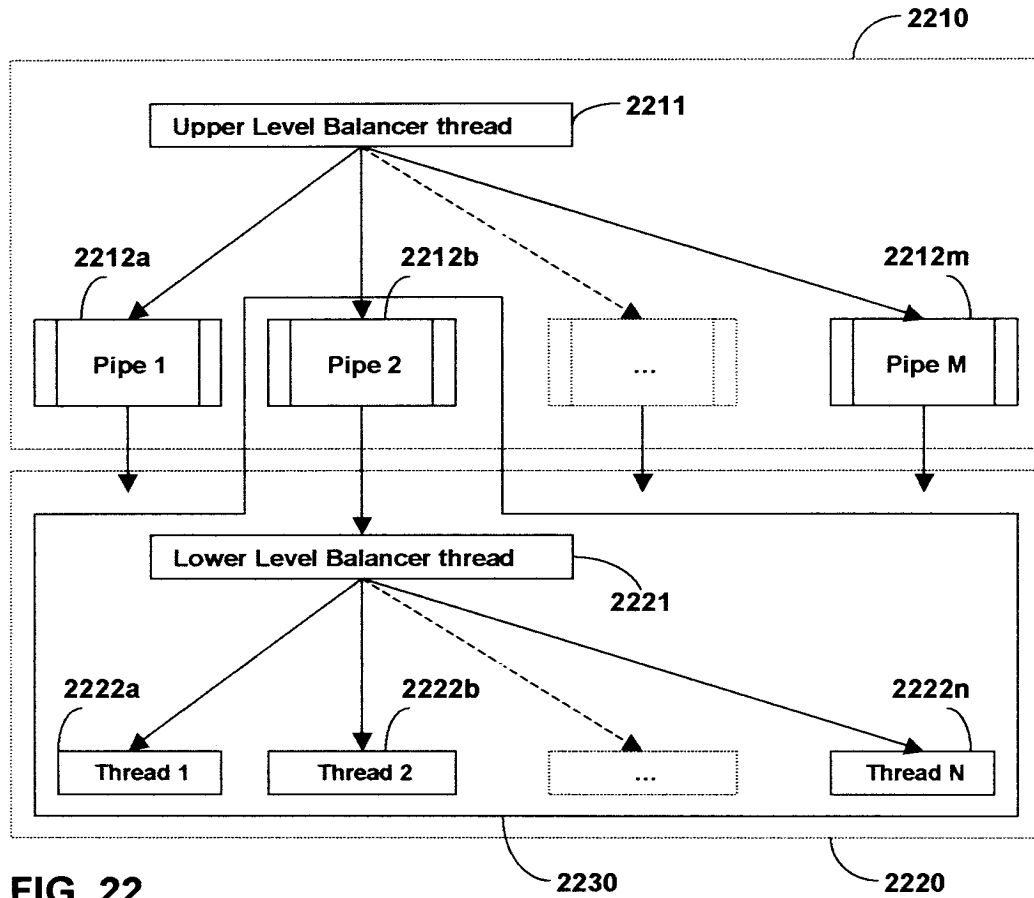 2210
2211
Upper Level Balancer thread
2212a
2212b
2212m
Pipe 1
Pipe 2
...
Pipe M
Lower Level Balancer thread
2221
2222a
2222b
2222n
Thread 1
Thread 2
...
Thread N
2230
2220
FIG. 22